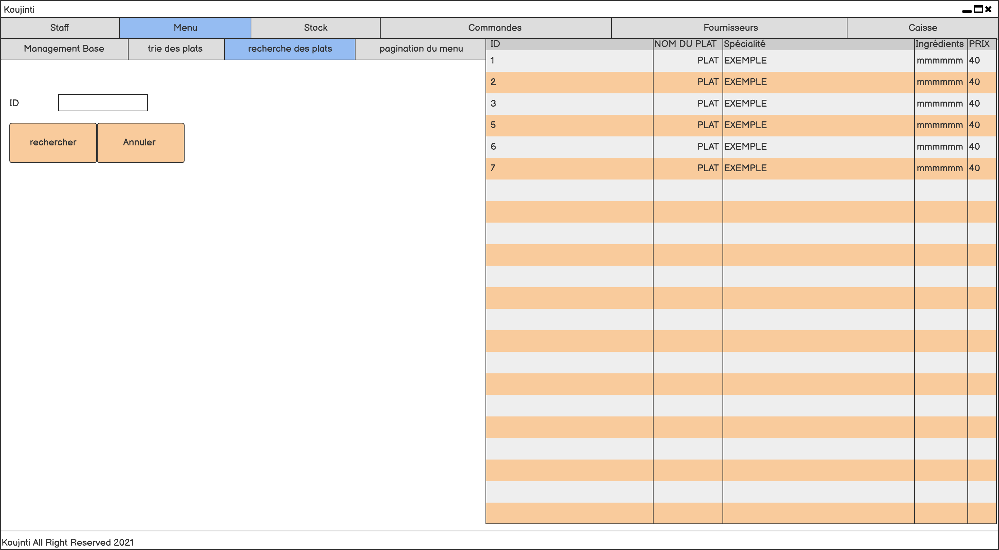 Koujinti
Staff Menu Stock Commandes Fournisseurs Caisse
Management Base trie des plats recherche des plats pagination du menu
ID NOM DU PLAT Spécialité Ingrédients PRIX
1 PLAT EXEMPLE mmmmmm 40
2 PLAT EXEMPLE mmmmmm 40
3 PLAT EXEMPLE mmmmmm 40
5 PLAT EXEMPLE mmmmmm 40
6 PLAT EXEMPLE mmmmmm 40
7 PLAT EXEMPLE mmmmmm 40
ID
rechercher Annuler
Koujnti All Right Reserved 2021